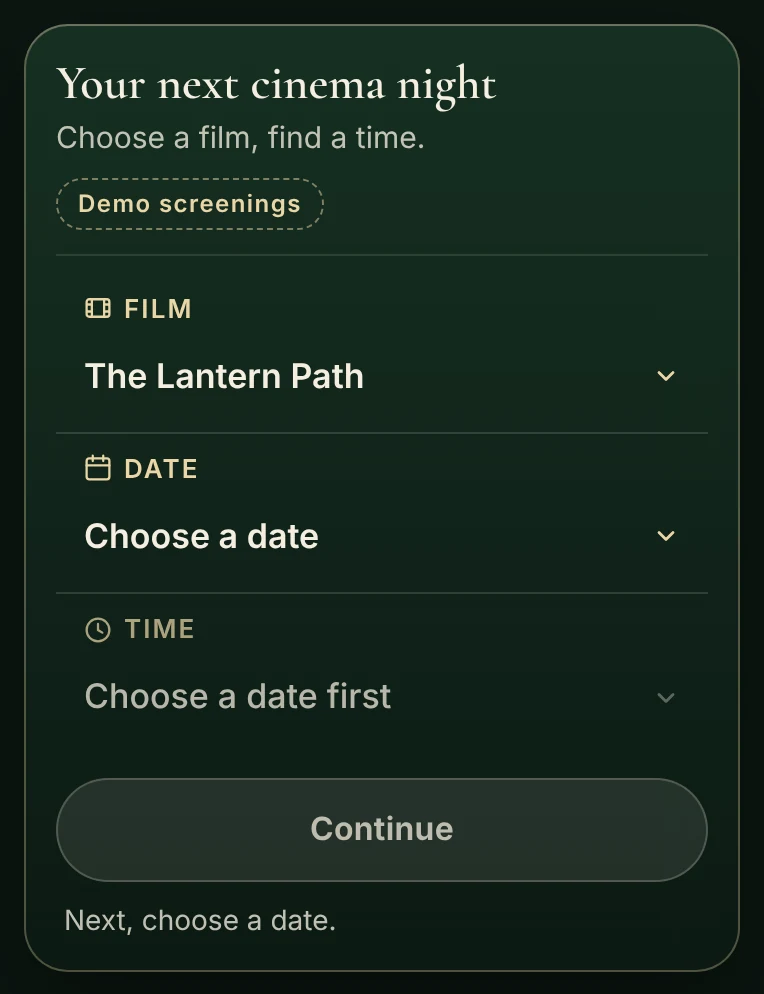 Your next cinema night
Choose a film, find a time.
Demo screenings
FILM
The Lantern Path
DATE
Choose a date
TIME
Choose a date first
Continue
Next, choose a date.